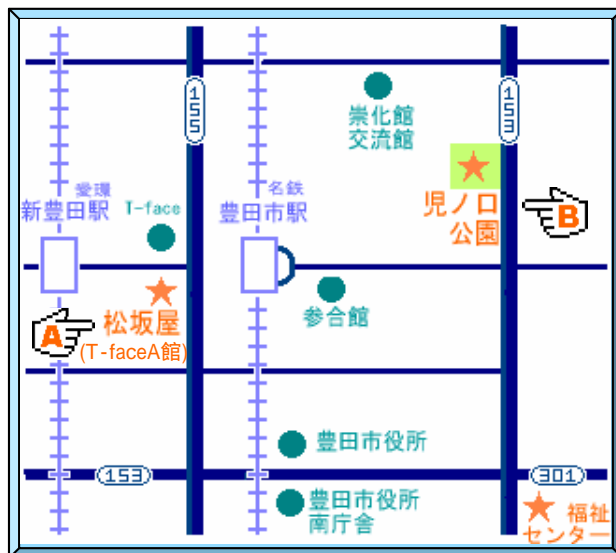 155
153
崇化館
交流館
愛環
新豊田駅
T-face
名鉄
豊田市駅
児ノ口
公園
B
A
松坂屋
(T-faceA館)
参合館
豊田市役所
153
301
豊田市役所
南庁舎
福祉
センター